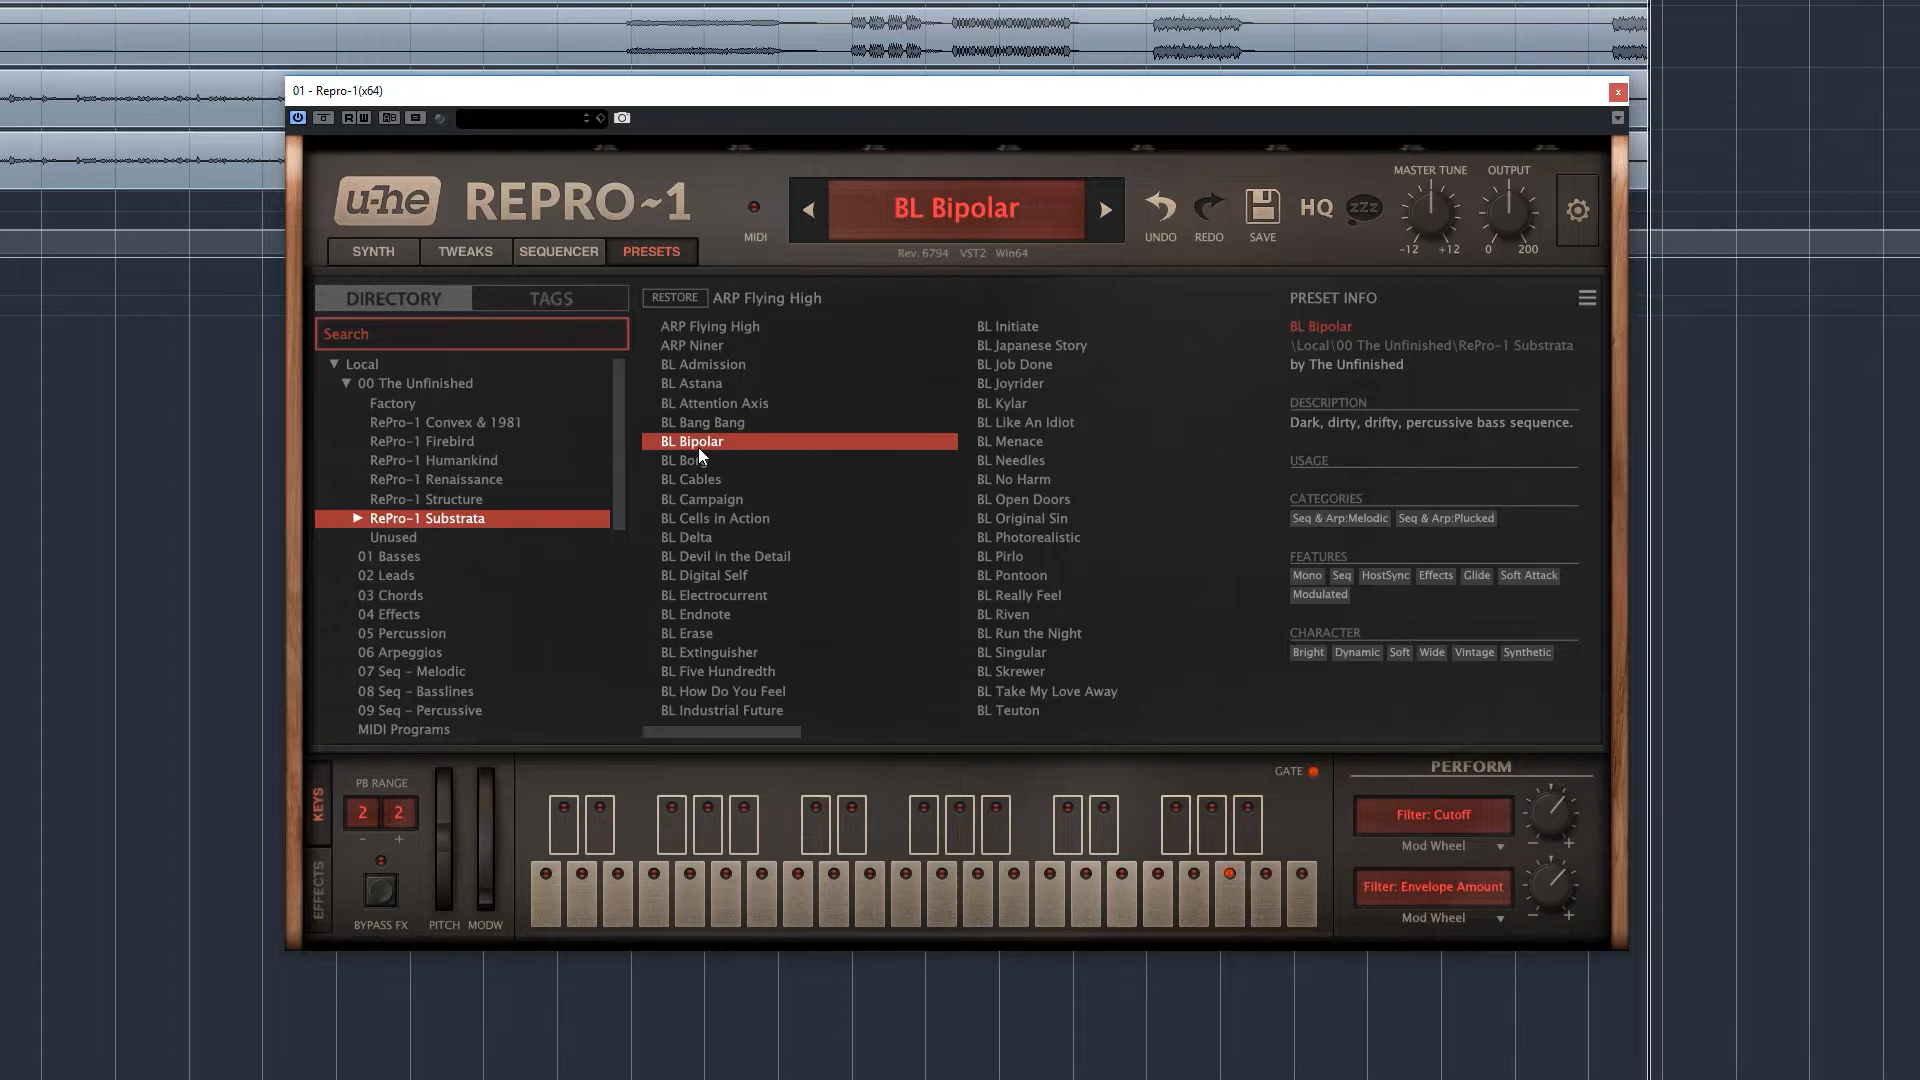 01 - Repro-1(x64)
x
R W
u-he REPRO~1
MIDI
BL Bipolar
Rev. 6794 VST2 Win64
UNDO
REDO
SAVE
HQ
zzz
MASTER TUNE
-12 +12
OUTPUT
0 200
SYNTH
TWEAKS
SEQUENCER
PRESETS
DIRECTORY
TAGS
Search
Local
00 The Unfinished
Factory
RePro-1 Convex & 1981
RePro-1 Firebird
RePro-1 Humankind
RePro-1 Renaissance
RePro-1 Structure
RePro-1 Substrata
Unused
01 Basses
02 Leads
03 Chords
04 Effects
05 Percussion
06 Arpeggios
07 Seq - Melodic
08 Seq - Basslines
09 Seq - Percussive
MIDI Programs
RESTORE ARP Flying High
ARP Flying High
ARP Niner
BL Admission
BL Astana
BL Attention Axis
BL Bang Bang
BL Bipolar
BL
BL Cables
BL Campaign
BL Cells in Action
BL Delta
BL Devil in the Detail
BL Digital Self
BL Electrocurrent
BL Endnote
BL Erase
BL Extinguisher
BL Five Hundredth
BL How Do You Feel
BL Industrial Future
BL Initiate
BL Japanese Story
BL Job Done
BL Joyrider
BL Kylar
BL Like An Idiot
BL Menace
BL Needles
BL No Harm
BL Open Doors
BL Original Sin
BL Photorealistic
BL Pirlo
BL Pontoon
BL Really Feel
BL Riven
BL Run the Night
BL Singular
BL Skrewer
BL Take My Love Away
BL Teuton
PRESET INFO
BL Bipolar
\Local\00 The Unfinished\RePro-1 Substrata
by The Unfinished
DESCRIPTION
Dark, dirty, drifty, percussive bass sequence.
USAGE
CATEGORIES
Seq & Arp:Melodic Seq & Arp:Plucked
FEATURES
Mono Seq HostSync Effects Glide Soft Attack
Modulated
CHARACTER
Bright Dynamic Soft Wide Vintage Synthetic
KEYS
EFFECTS
PB RANGE
2 2
- +
BYPASS FX
PITCH
MODW
GATE
PERFORM
Filter: Cutoff
Mod Wheel
- +
Filter: Envelope Amount
Mod Wheel
- +